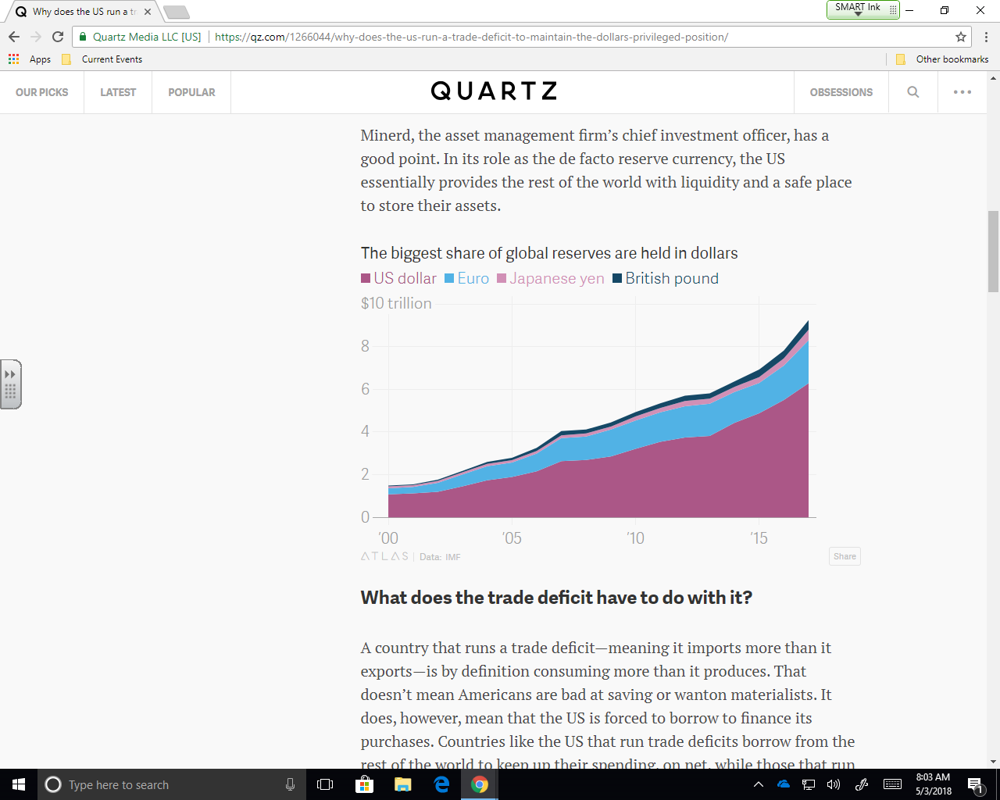 Why does the US run a tr
SMART Ink
Quartz Media LLC [US]
https://qz.com/1266044/why-does-the-us-run-a-trade-deficit-to-maintain-the-dollars-privileged-position/
Apps
Current Events
Other bookmarks
OUR PICKS
LATEST
POPULAR
QUARTZ
OBSESSIONS
Minerd, the asset management firm’s chief investment officer, has a
good point. In its role as the de facto reserve currency, the US
essentially provides the rest of the world with liquidity and a safe place
to store their assets.
The biggest share of global reserves are held in dollars
US dollar Euro Japanese yen British pound
$10 trillion
8
6
4
2
0
’00 ’05 ’10 ’15
ATLAS | Data: IMF
Share
What does the trade deficit have to do with it?
A country that runs a trade deficit—meaning it imports more than it
exports—is by definition consuming more than it produces. That
doesn’t mean Americans are bad at saving or wanton materialists. It
does, however, mean that the US is forced to borrow to finance its
purchases. Countries like the US that run trade deficits borrow from the
rest of the world to keep up their spending, on net, while those that run
Type here to search
8:03 AM
5/3/2018
1